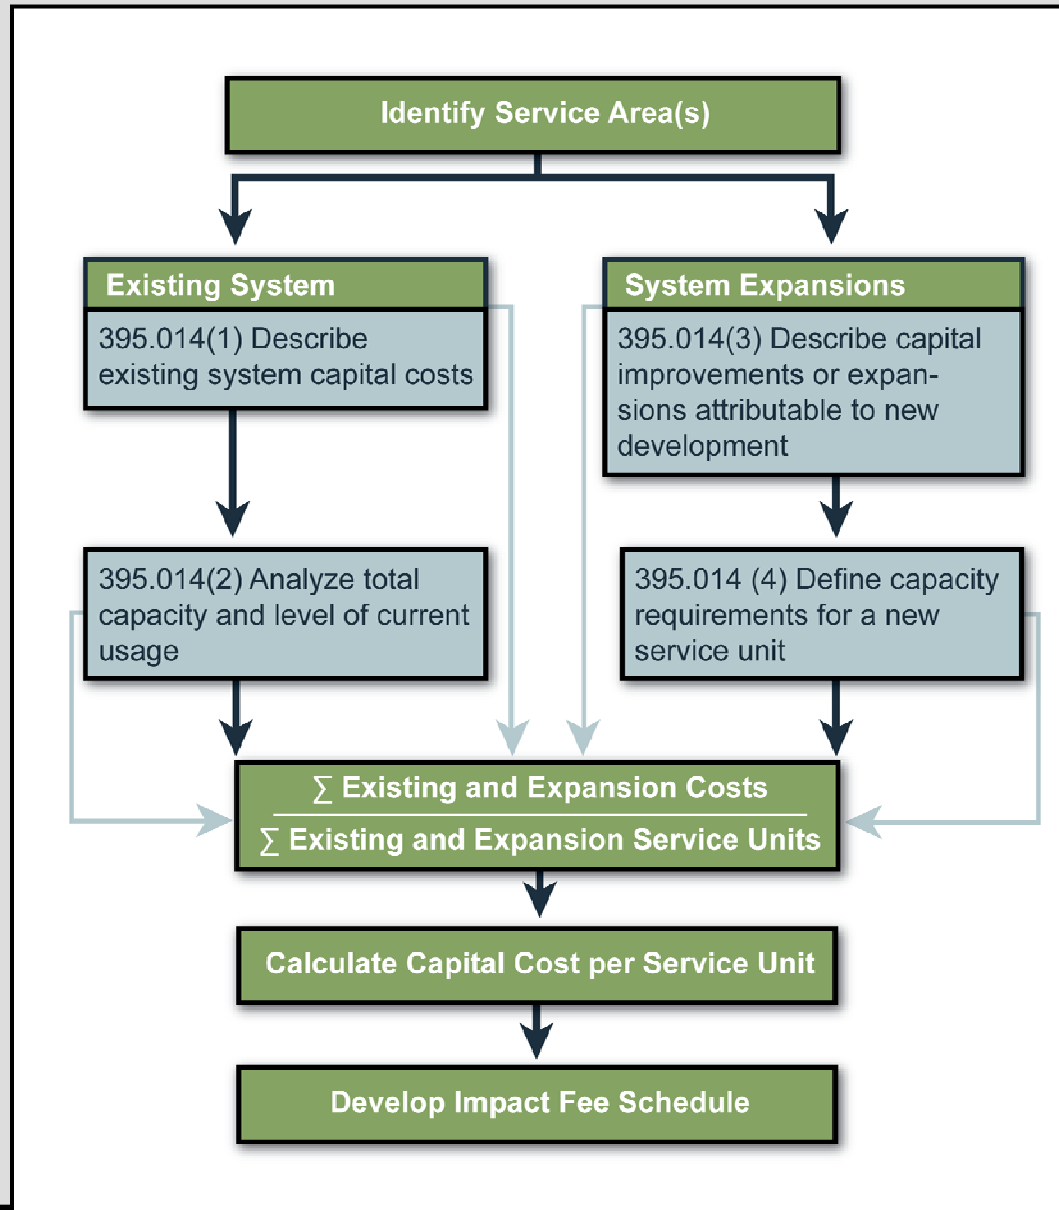 Identify Service Area(s)
Existing System
395.014(1) Describe
existing system capital costs
System Expansions
395.014(3) Describe capital
improvements or expan-
sions attributable to new
development
395.014(2) Analyze total
capacity and level of current
usage
395.014 (4) Define capacity
requirements for a new
service unit
∑ Existing and Expansion Costs
∑ Existing and Expansion Service Units
Calculate Capital Cost per Service Unit
Develop Impact Fee Schedule